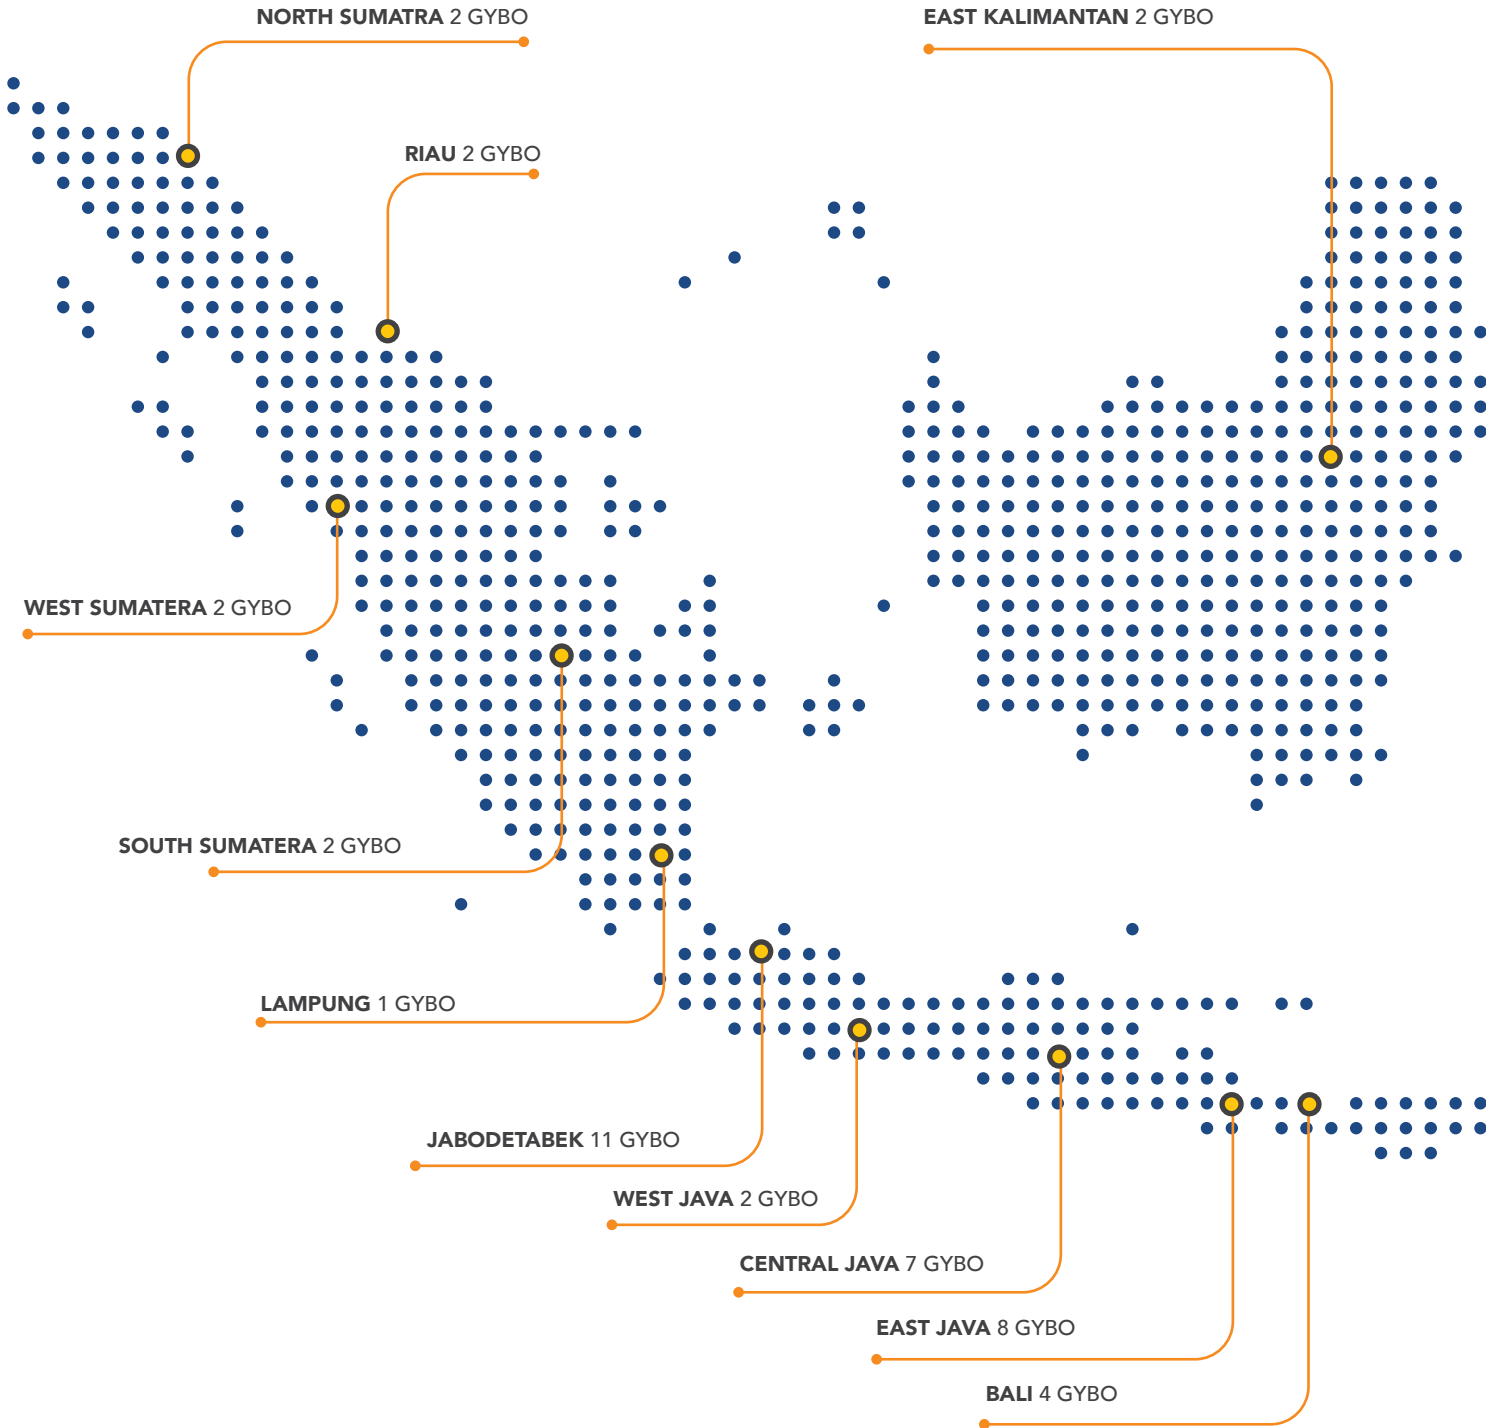 NORTH SUMATRA 2 GYBO
EAST KALIMANTAN 2 GYBO
RIAU 2 GYBO
WEST SUMATERA 2 GYBO
SOUTH SUMATERA 2 GYBO
LAMPUNG 1 GYBO
JABODETABEK 11 GYBO
WEST JAVA 2 GYBO
CENTRAL JAVA 7 GYBO
EAST JAVA 8 GYBO
BALI 4 GYBO